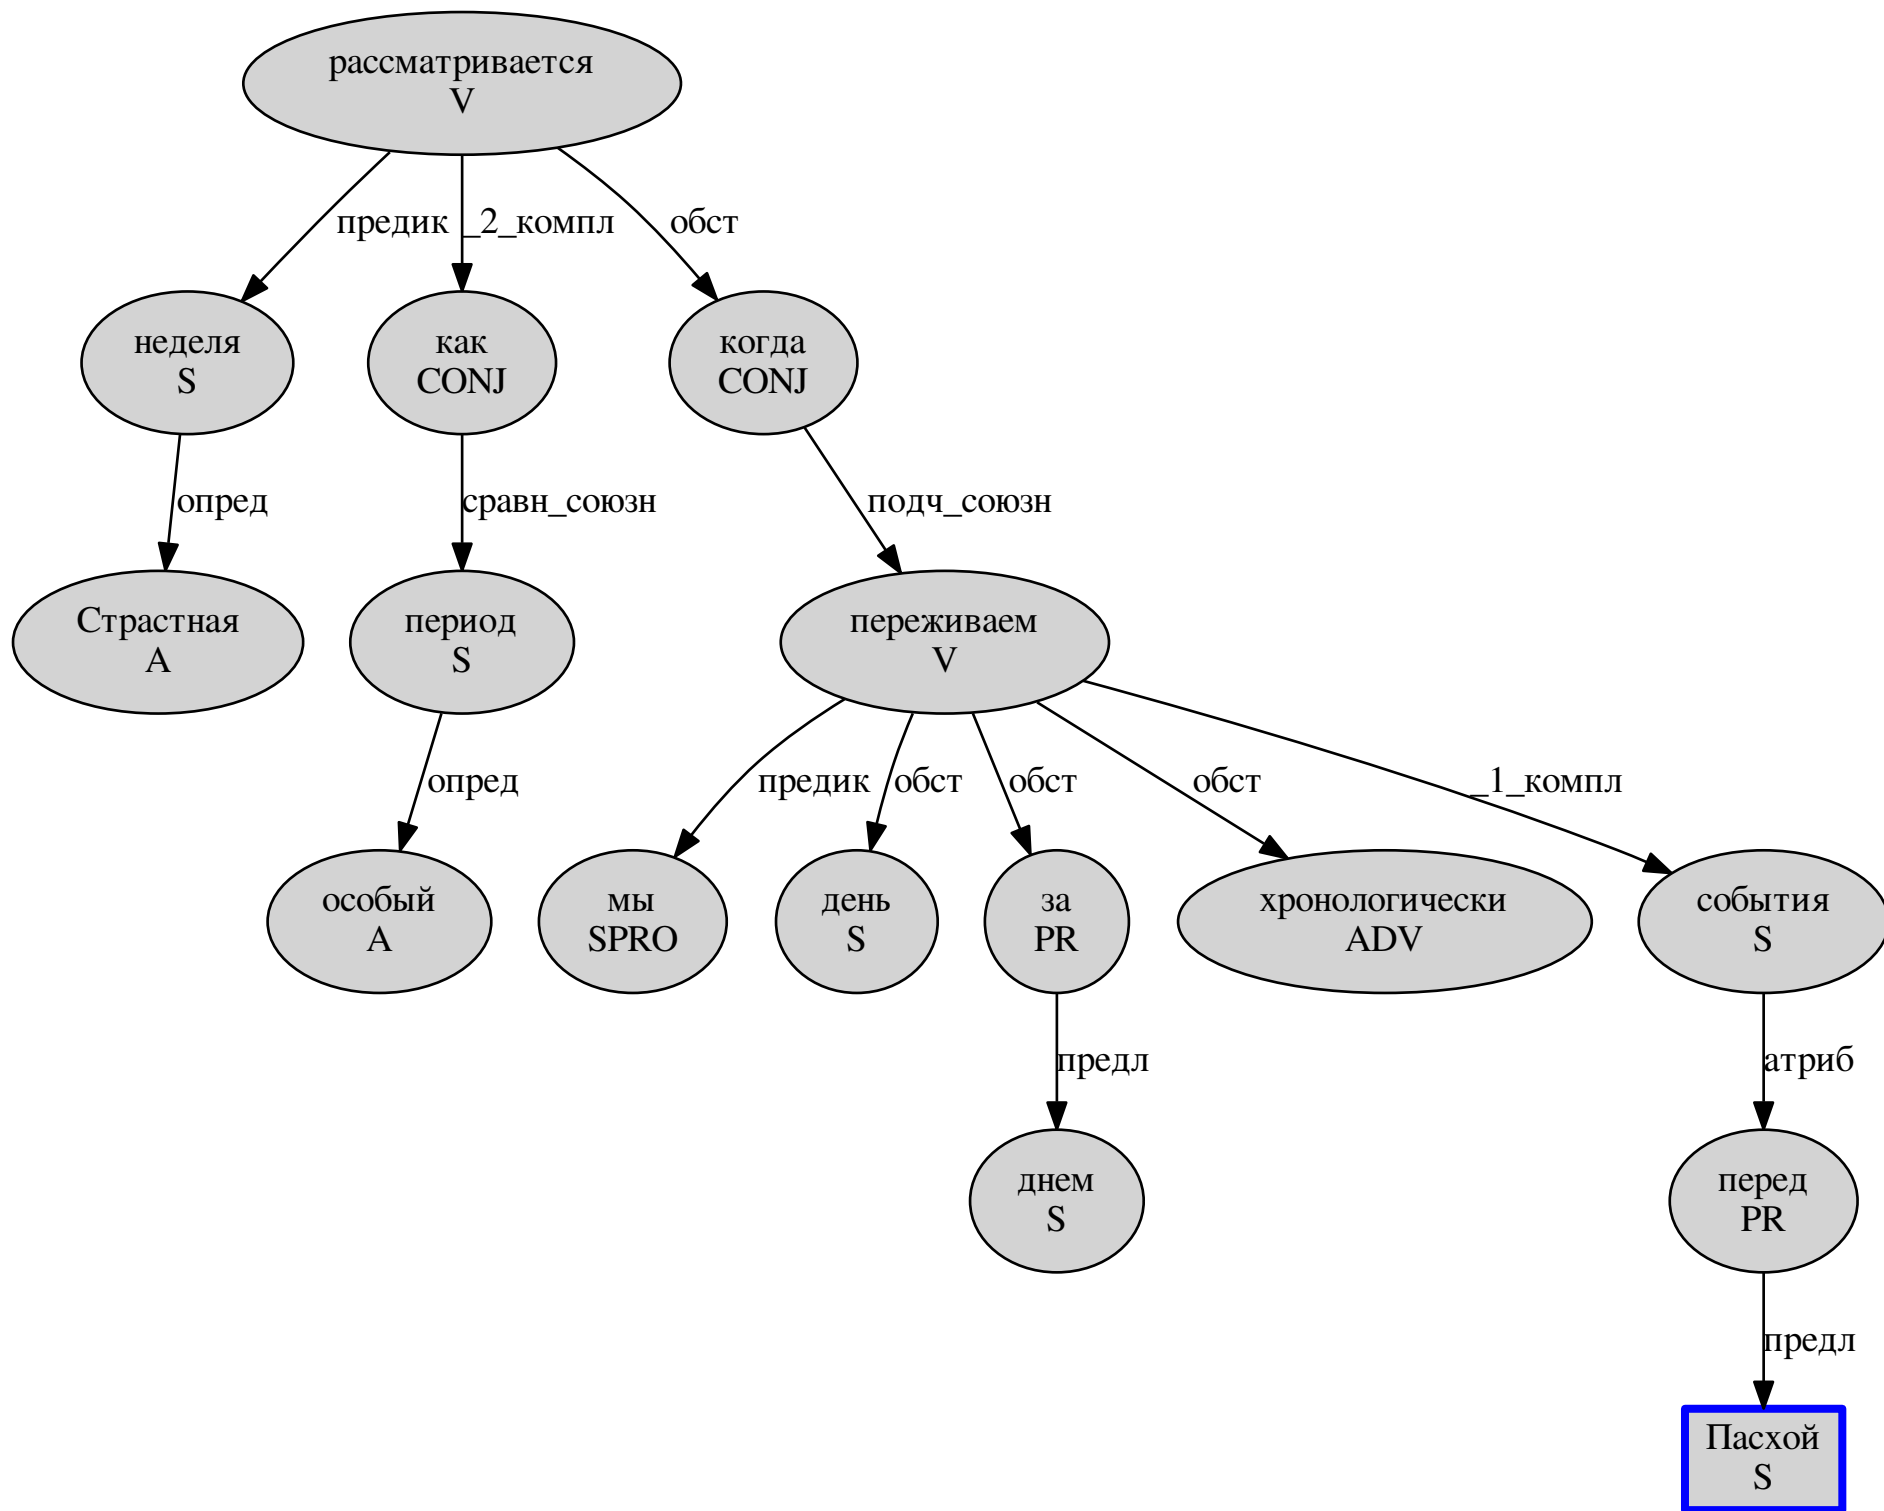 рассматривается
V
предик
_2_компл
обст
неделя
S
как
CONJ
когда
CONJ
опред
сравн_союзн
подч_союзн
Страстная
A
период
S
переживаем
V
опред
предик
обст
обст
обст
_1_компл
особый
A
мы
SPRO
день
S
за
PR
хронологически
ADV
события
S
предл
атриб
днем
S
перед
PR
предл
Пасхой
S